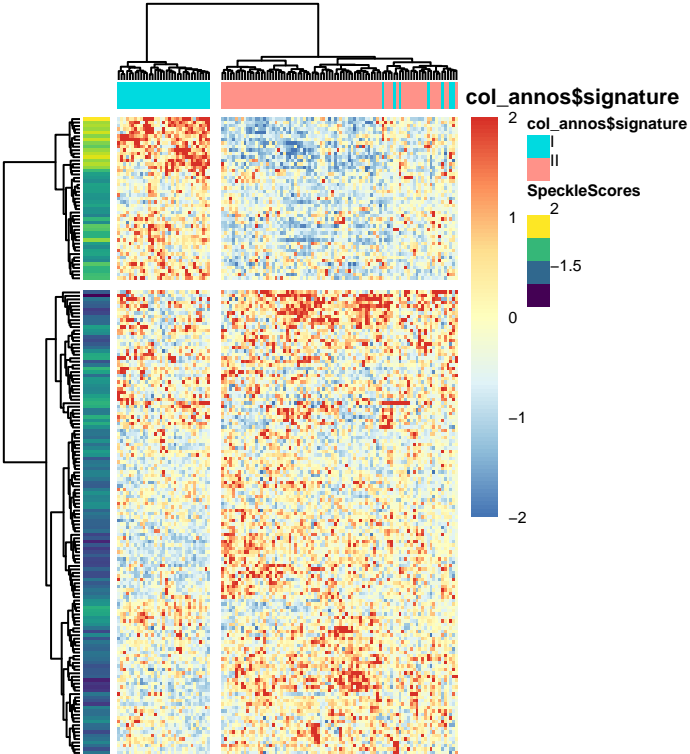 col_annos$signature
2
1
0
−1
−2
col_annos$signature
I
II
SpeckleScores
2
−1.5